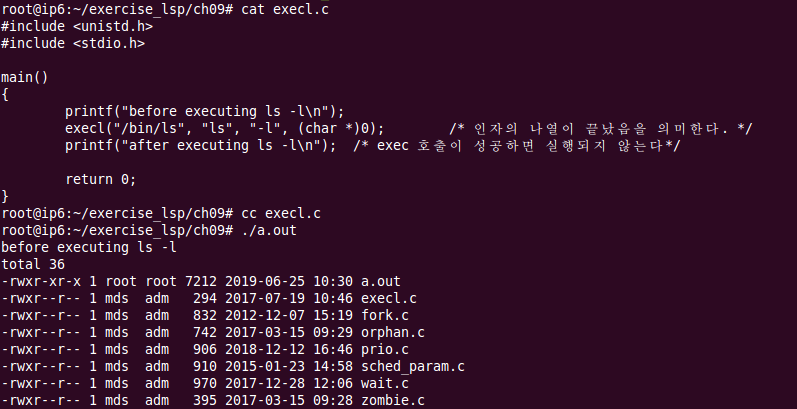 root@ip6:~/exercise_lsp/ch09# cat execl.c
#include <unistd.h>
#include <stdio.h>
main()
{
printf("before executing ls -l\n");
execl("/bin/ls", "ls", "-l", (char *)0); /* 인자의 나열이 끝났음을 의미한다. */
printf("after executing ls -l\n"); /* exec 호출이 성공하면 실행되지 않는다*/
return 0;
}
root@ip6:~/exercise_lsp/ch09# cc execl.c
root@ip6:~/exercise_lsp/ch09# ./a.out
before executing ls -l
total 36
-rwxr-xr-x 1 root root 7212 2019-06-25 10:30 a.out
-rwxr--r-- 1 mds adm 294 2017-07-19 10:46 execl.c
-rwxr--r-- 1 mds adm 832 2012-12-07 15:19 fork.c
-rwxr--r-- 1 mds adm 742 2017-03-15 09:29 orphan.c
-rwxr--r-- 1 mds adm 906 2018-12-12 16:46 prio.c
-rwxr--r-- 1 mds adm 910 2015-01-23 14:58 sched_param.c
-rwxr--r-- 1 mds adm 970 2017-12-28 12:06 wait.c
-rwxr--r-- 1 mds adm 395 2017-03-15 09:28 zombie.c